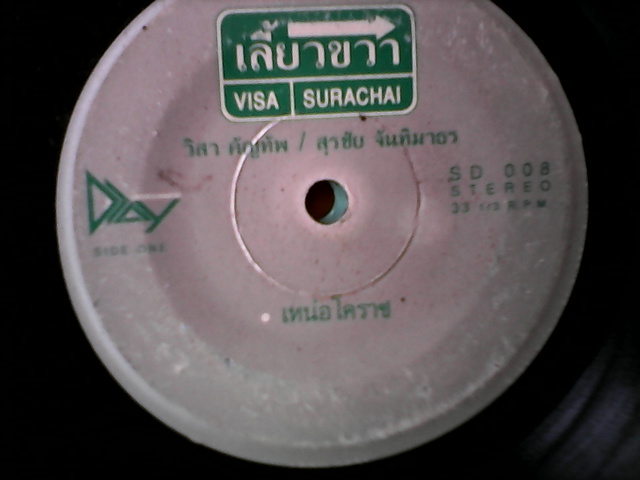 เลี้ยวขวา
VISA SURACHAI
วิสา คัญทัพ / สุรชัย จันทิมาธร
SD 008
STEREO
33 1/3 R.P.M
Play
SIDE ONE
เหน่อโคราช